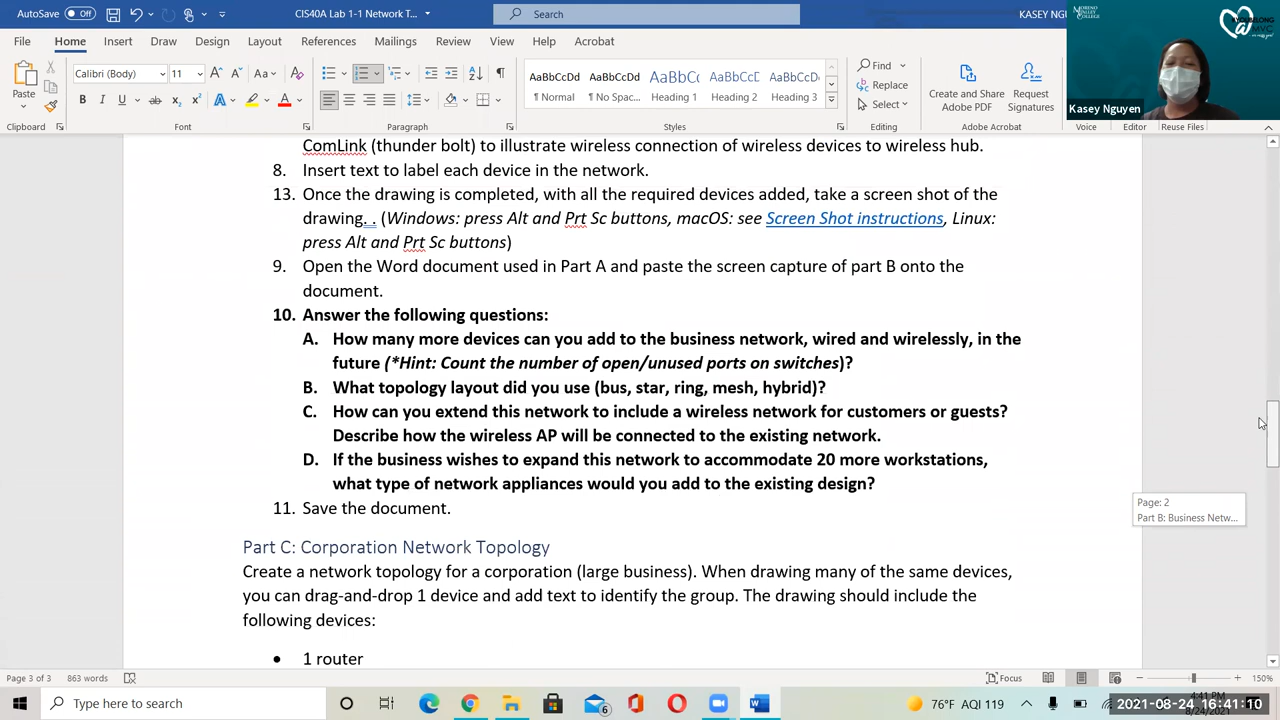 AutoSave Off
CIS40A Lab 1-1-Network T...
Search
KASEY NGUYEN
MORENO VALLEY COLLEGE
File Home Insert Draw Design Layout References Mailings Review View Help Acrobat
Paste
Calibri (Body) 11
Clipboard
Font
Paragraph
AaBbCcDd AaBbCcDd AaBbC AaBbCcD AaBbCcD
¶ Normal ¶ No Spac... Heading 1 Heading 2 Heading 3
Styles
Find
Replace
Select
Editing
Create and Share Adobe PDF
Request Signatures
Adobe Acrobat
Voice Editor Reuse Files
Kasey Nguyen
ComLink (thunder bolt) to illustrate wireless connection of wireless devices to wireless hub.
8. Insert text to label each device in the network.
13. Once the drawing is completed, with all the required devices added, take a screen shot of the
drawing. . (Windows: press Alt and Prt Sc buttons, macOS: see Screen Shot instructions, Linux:
press Alt and Prt Sc buttons)
9. Open the Word document used in Part A and paste the screen capture of part B onto the
document.
10. Answer the following questions:
A. How many more devices can you add to the business network, wired and wirelessly, in the
future (*Hint: Count the number of open/unused ports on switches)?
B. What topology layout did you use (bus, star, ring, mesh, hybrid)?
C. How can you extend this network to include a wireless network for customers or guests?
Describe how the wireless AP will be connected to the existing network.
D. If the business wishes to expand this network to accommodate 20 more workstations,
what type of network appliances would you add to the existing design?
11. Save the document.
Page: 2
Part B: Business Netw...
Part C: Corporation Network Topology
Create a network topology for a corporation (large business). When drawing many of the same devices,
you can drag-and-drop 1 device and add text to identify the group. The drawing should include the
following devices:
• 1 router
Page 3 of 3 863 words
Focus
150%
Type here to search
6
76°F AQI 119
4:41 PM
8/24/2021
2021-08-24 16:41:10